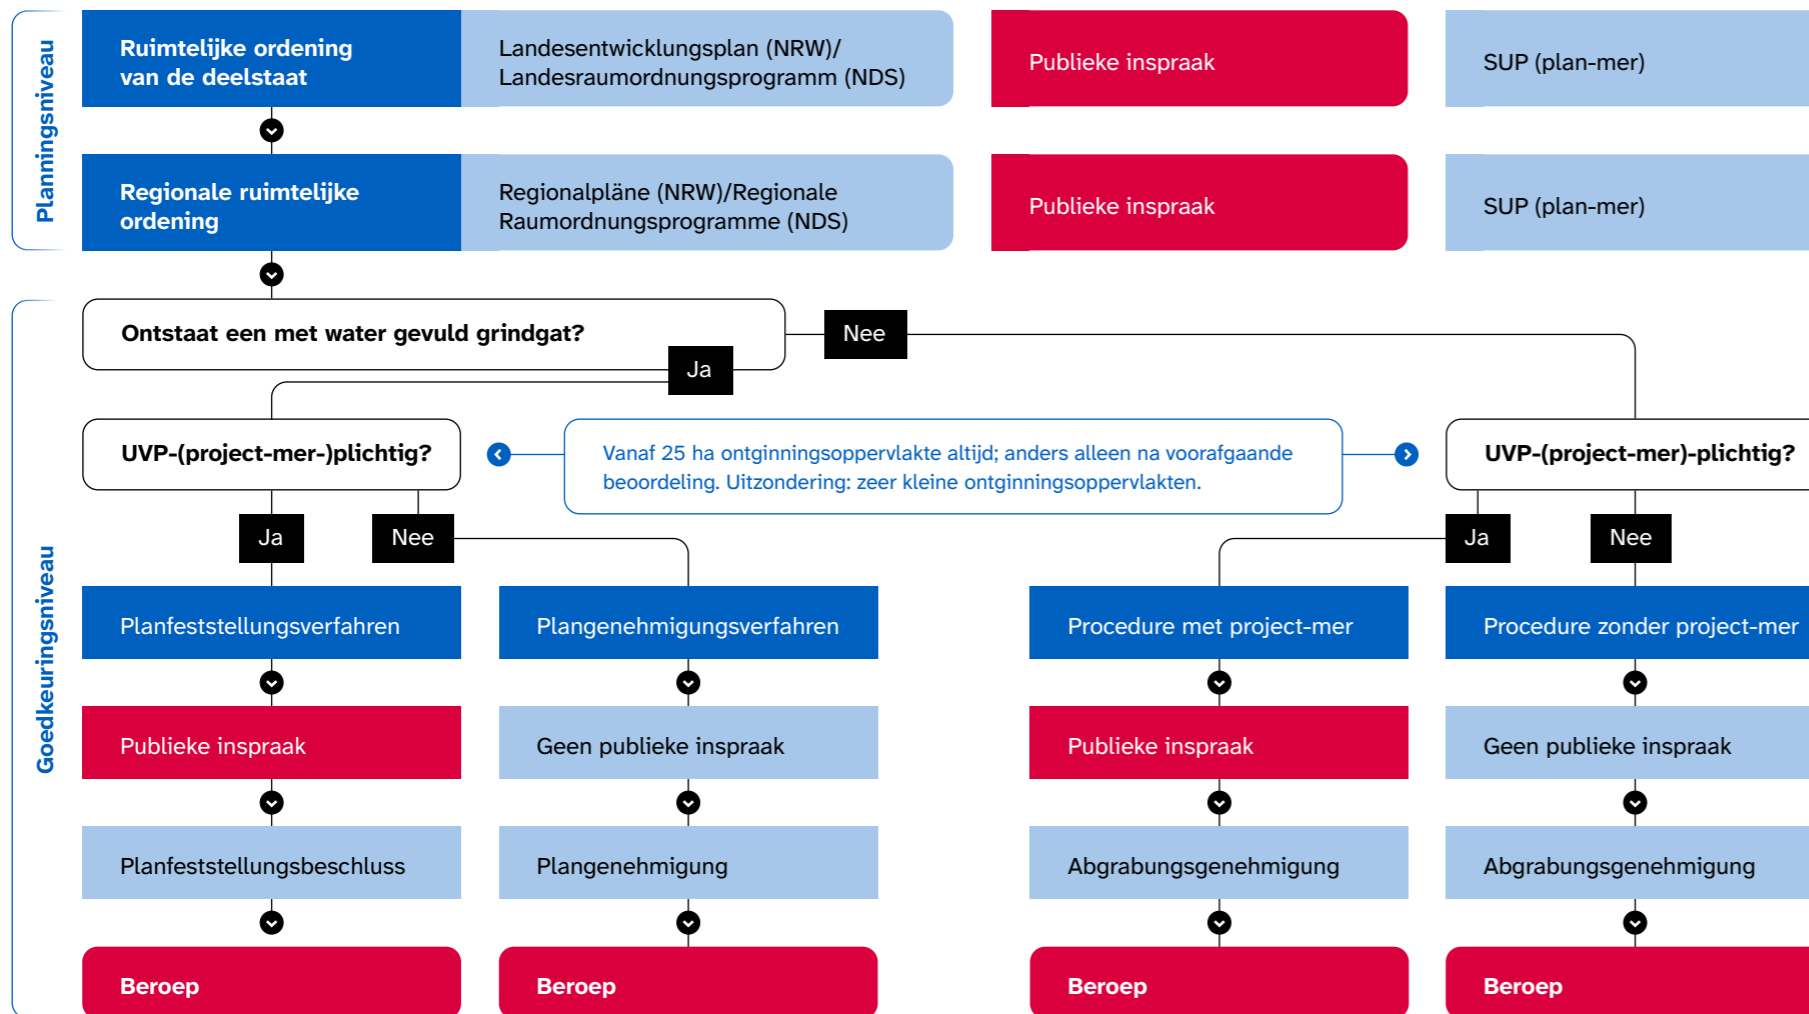 Planningsniveau
Ruimtelijke ordening
van de deelstaat
Landesentwicklungsplan (NRW)/
Landesraumordnungsprogramm (NDS)
Publieke inspraak
SUP (plan-mer)
Regionale ruimtelijke
ordening
Regionalpläne (NRW)/Regionale
Raumordnungsprogramme (NDS)
Publieke inspraak
SUP (plan-mer)
Goedkeuringsniveau
Ontstaat een met water gevuld grindgat?
Nee
Ja
UVP-(project-mer-)plichtig?
Vanaf 25 ha ontginningsoppervlakte altijd; anders alleen na voorafgaande
beoordeling. Uitzondering: zeer kleine ontginningsoppervlakten.
UVP-(project-mer)-plichtig?
Ja
Nee
Ja
Nee
Planfeststellungsverfahren
Plangenehmigungsverfahren
Procedure met project-mer
Procedure zonder project-mer
Publieke inspraak
Geen publieke inspraak
Publieke inspraak
Geen publieke inspraak
Planfeststellungsbeschluss
Plangenehmigung
Abgrabungsgenehmigung
Abgrabungsgenehmigung
Beroep
Beroep
Beroep
Beroep